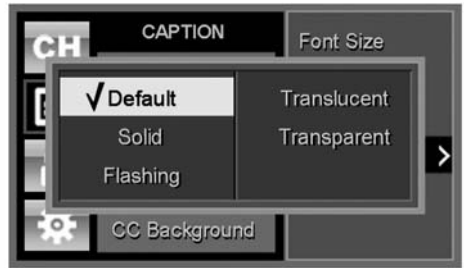 CH
CAPTION
Font Size
√ Default
Solid
Flashing
Translucent
Transparent
>
CC Background